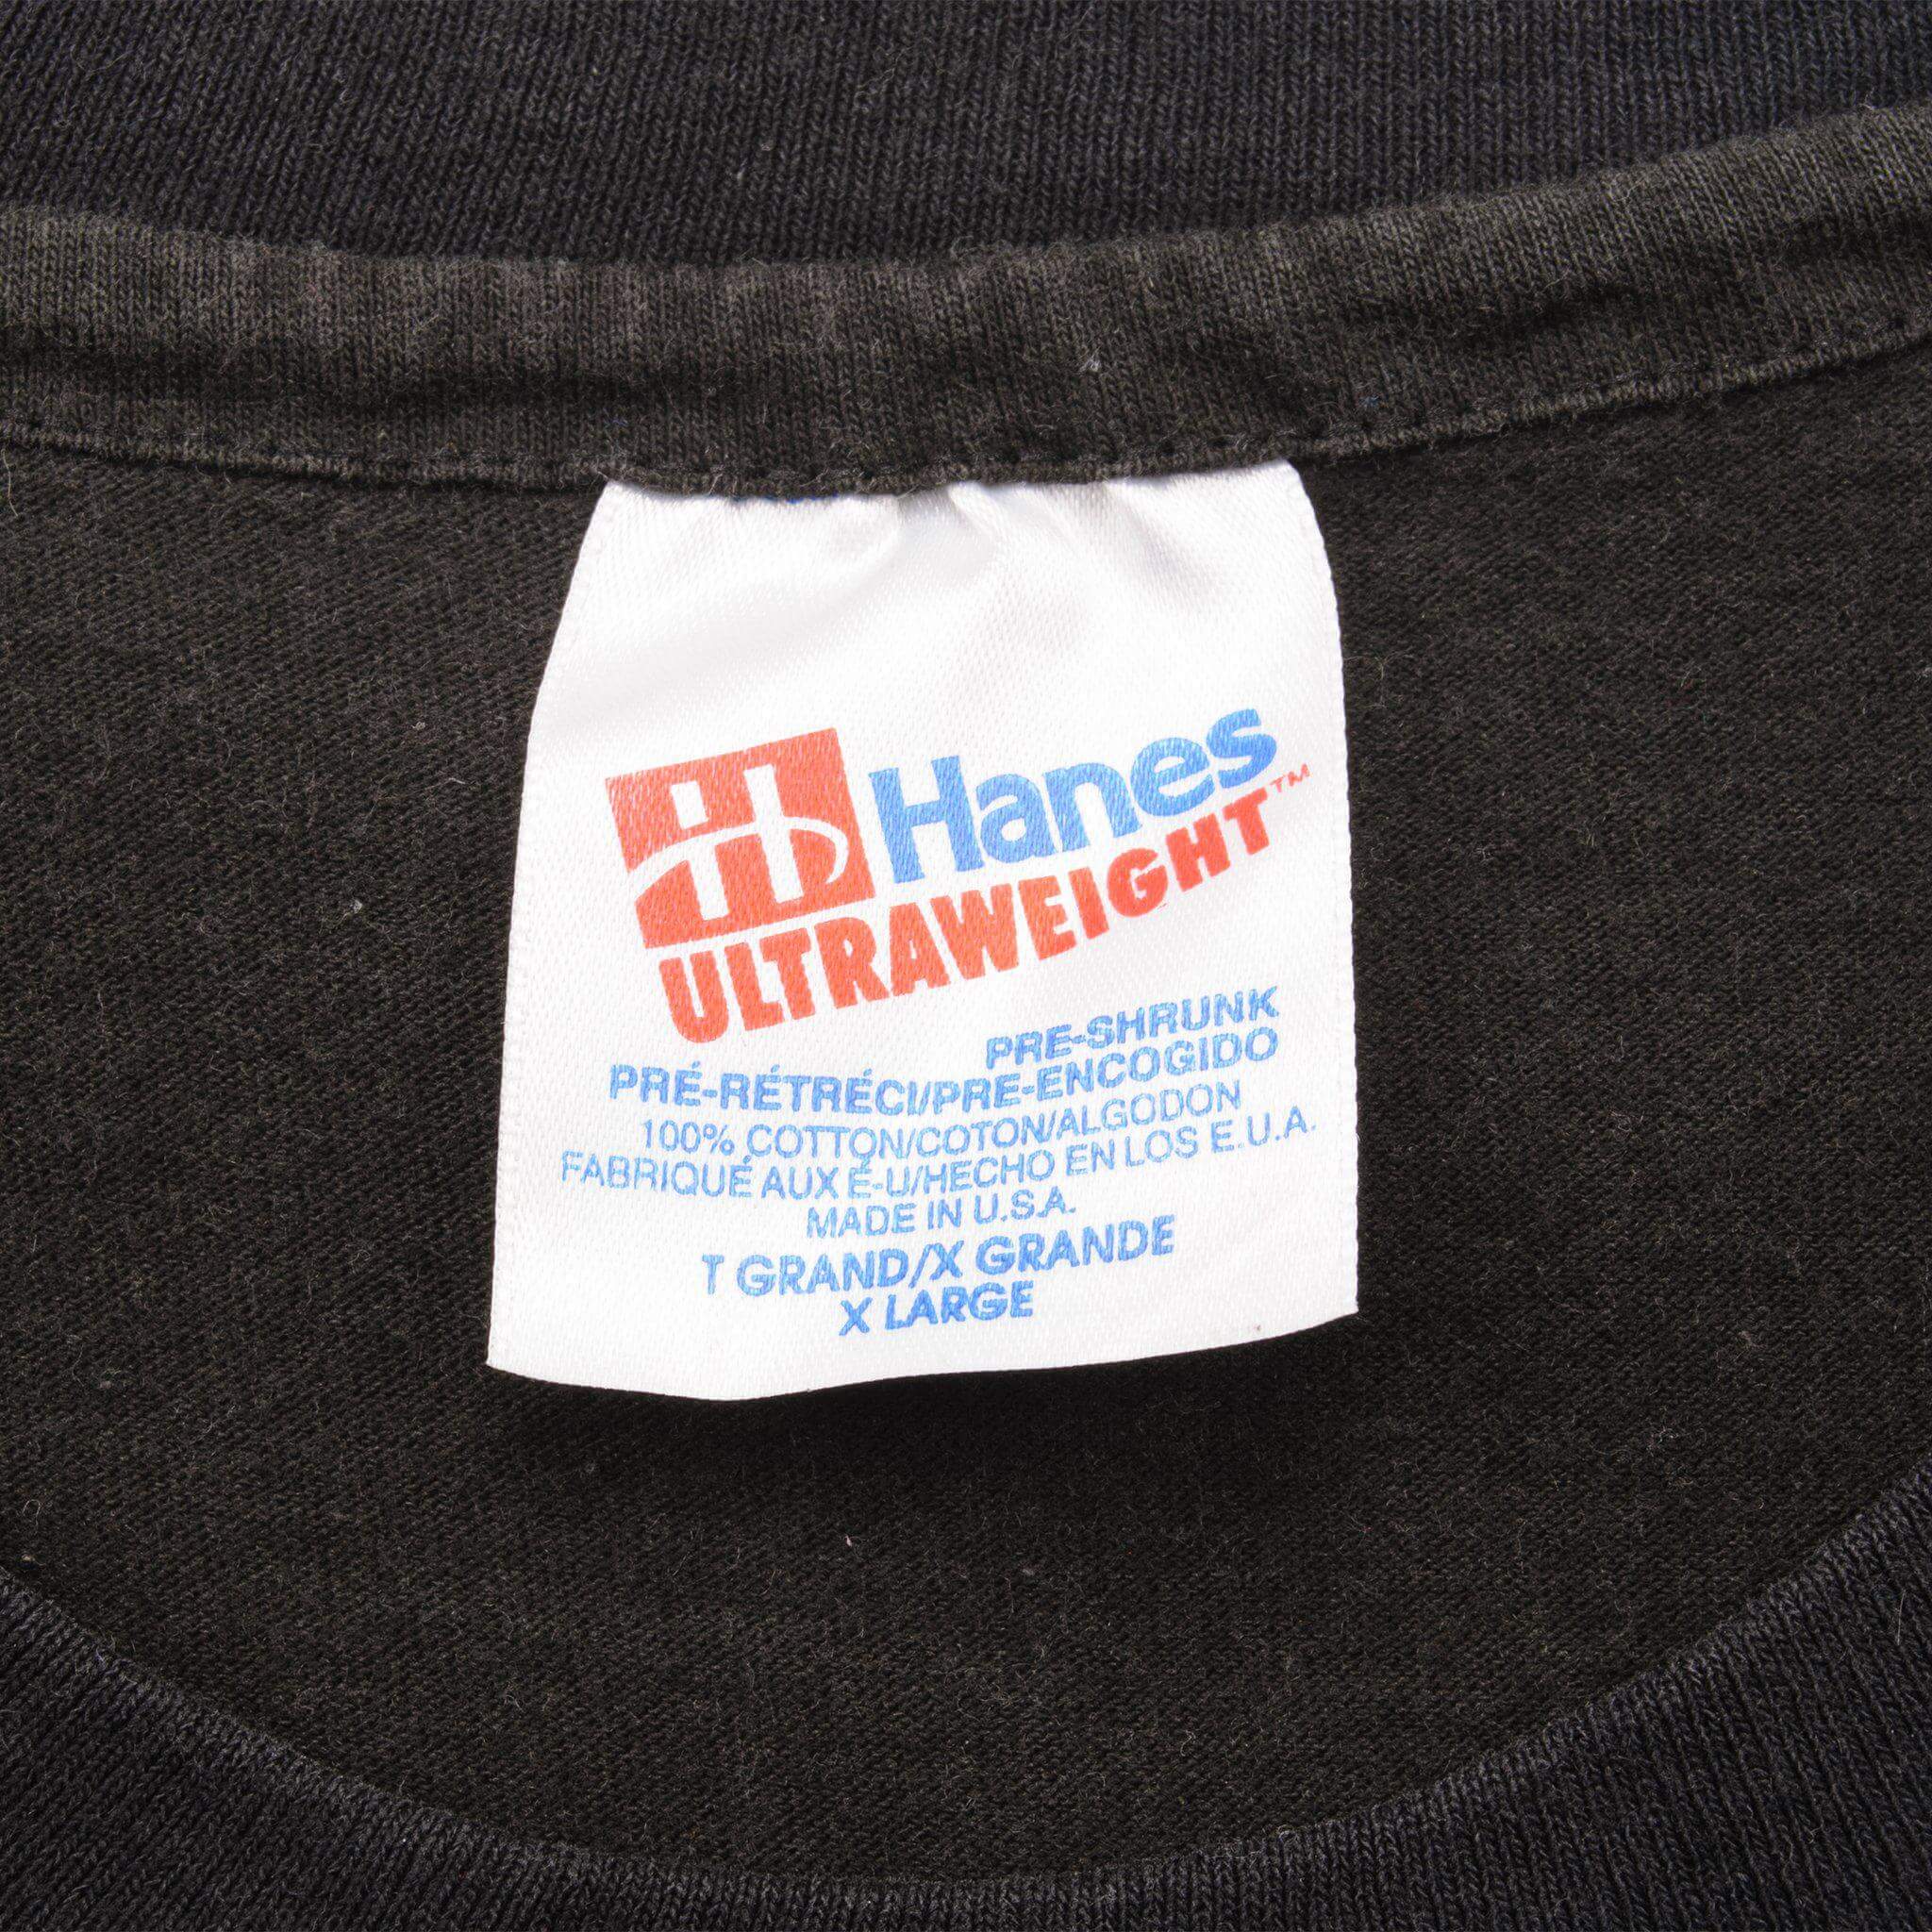 Hanes
ULTRAWEIGHT™
PRE-SHRUNK
PRÉ-RÉTRÉCI/PRE-ENCOGIDO
100% COTTON/COTON/ALGODON
FABRIQUÉ AUX É-U/HECHO EN LOS E.U.A.
MADE IN U.S.A.
T GRAND/X GRANDE
X LARGE